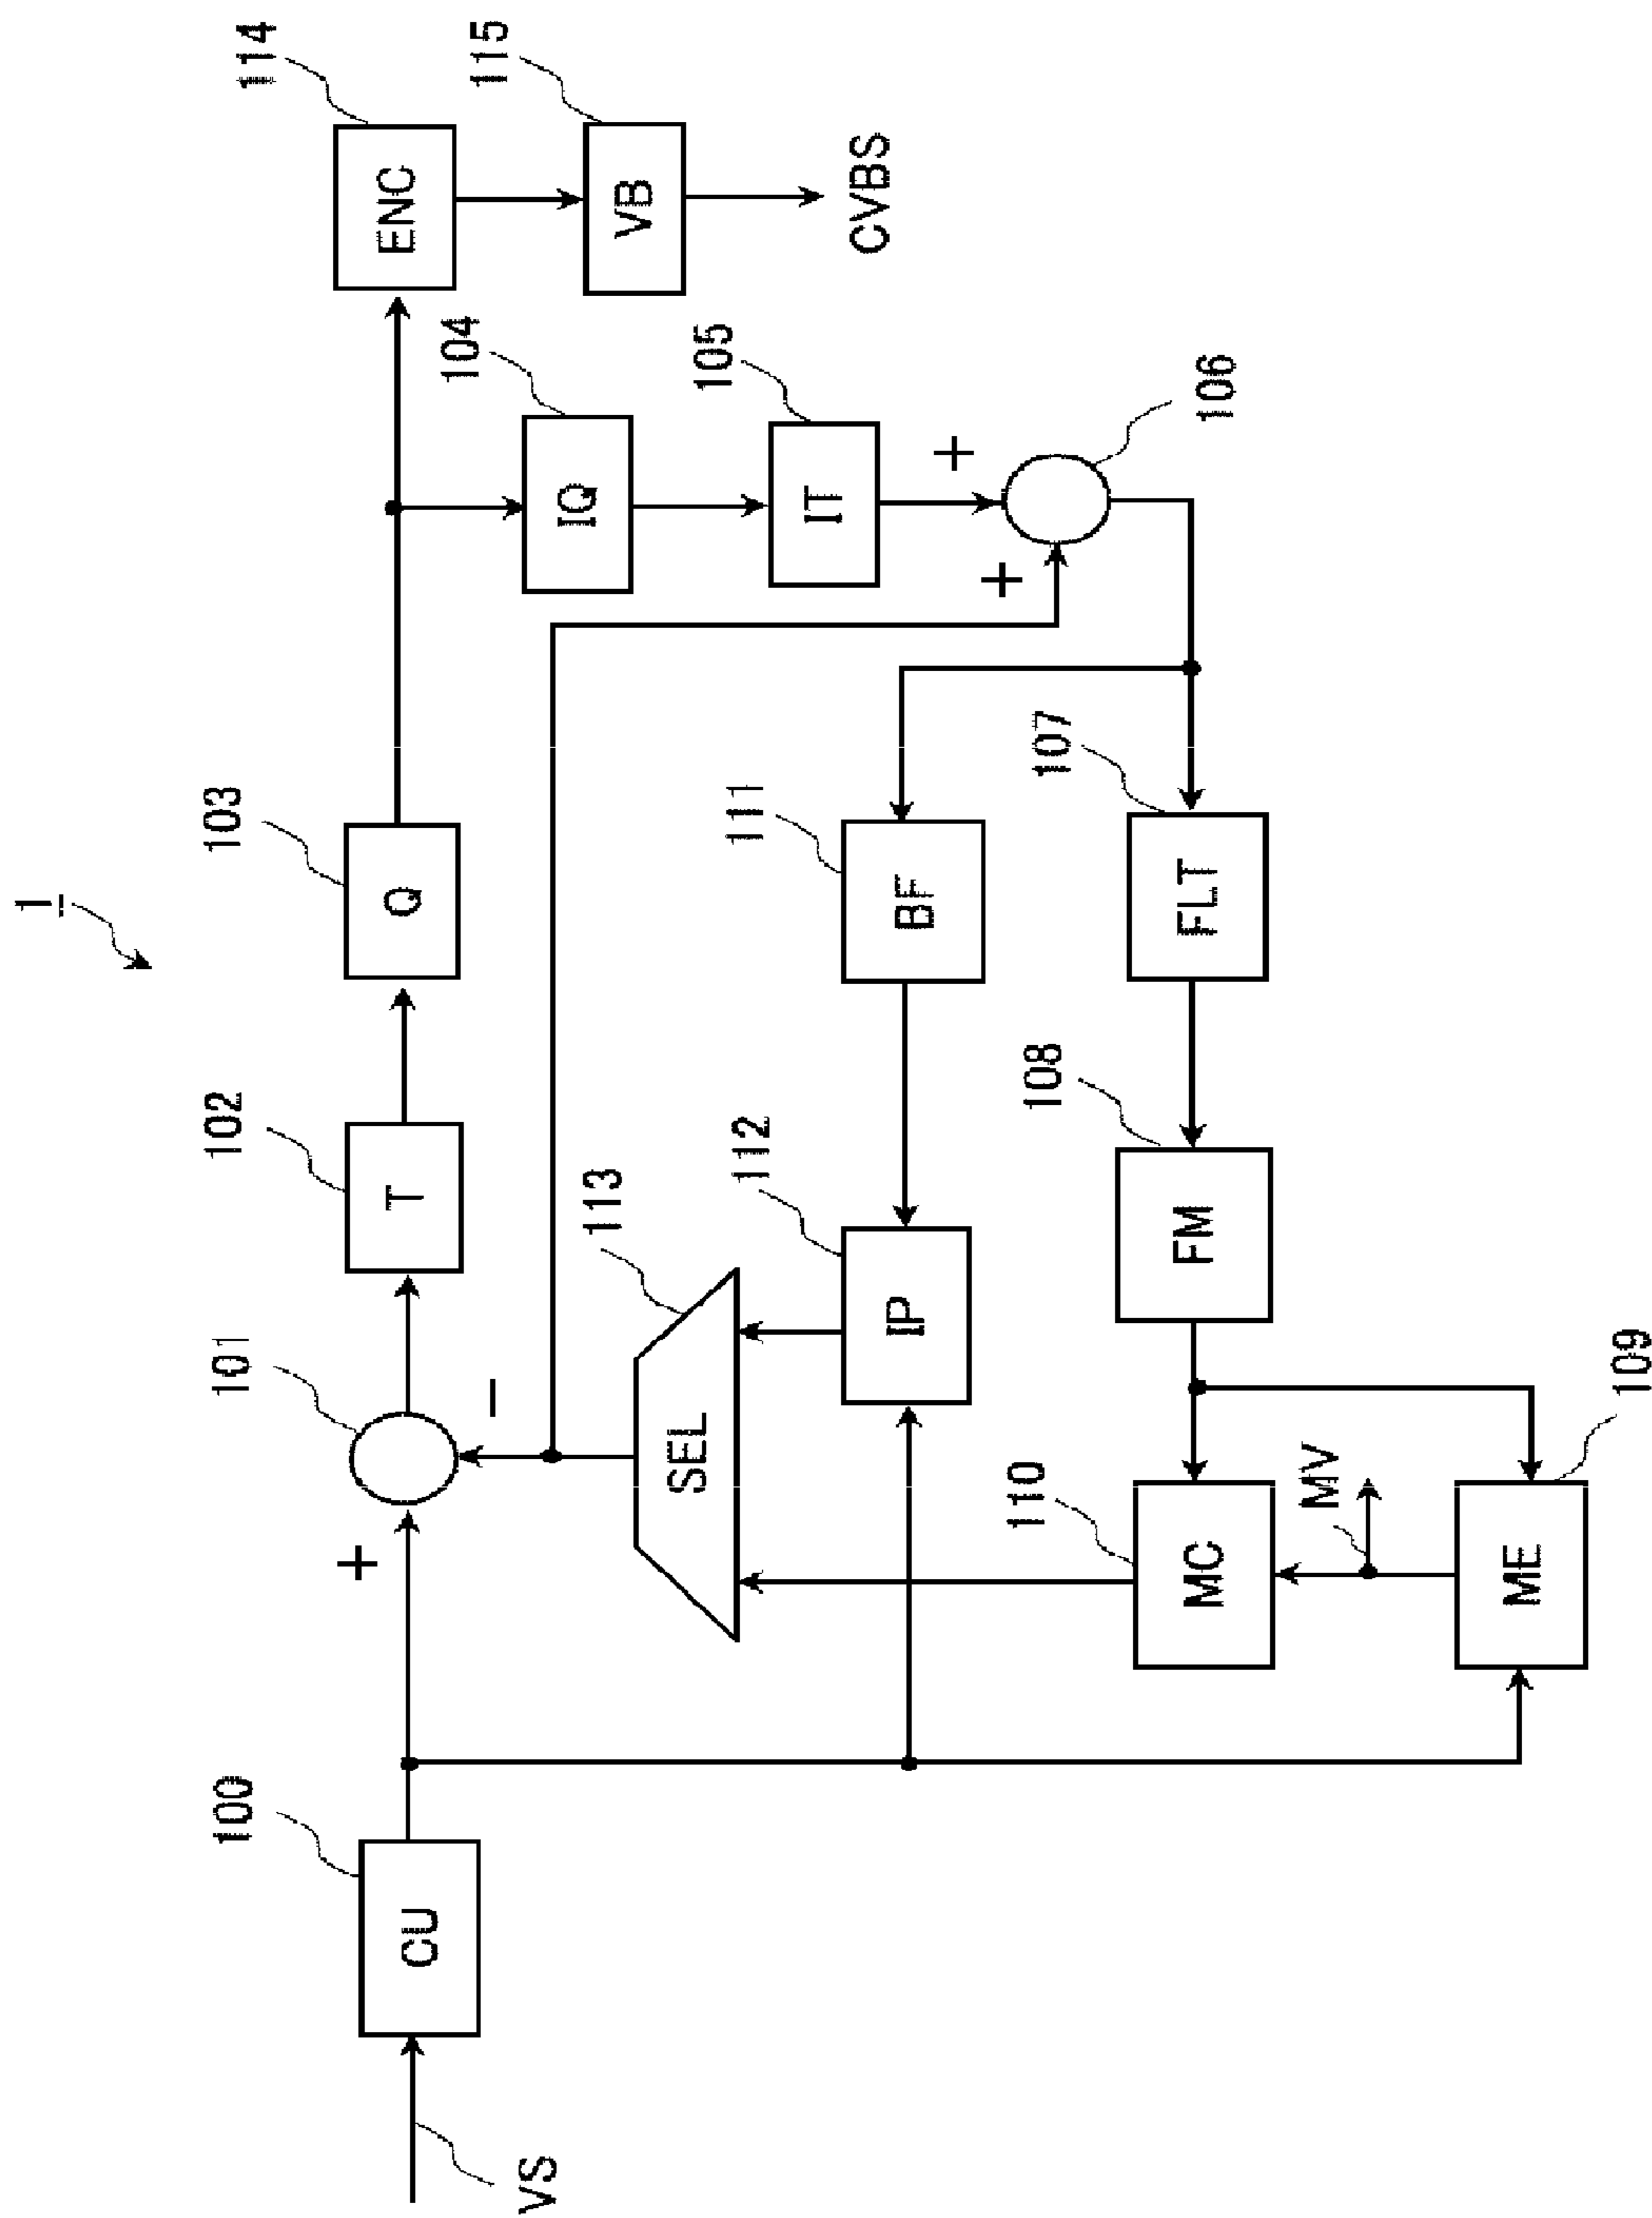 1
100
101
102
103
114
CU
+
T
Q
ENC
VS
−
104
115
113
IQ
VB
SEL
105
112
111
IT
CVBS
+
IP
BF
+
110
108
107
106
MC
FM
FLT
MV
ME
109